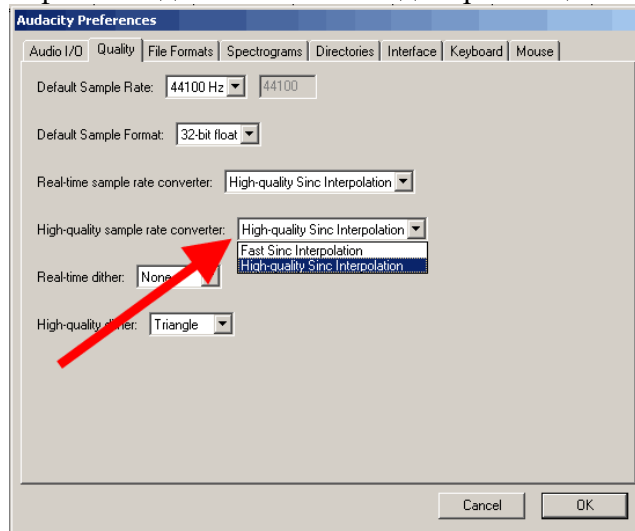 Audacity Preferences
Audio I/O Quality File Formats Spectrograms Directories Interface Keyboard Mouse
Default Sample Rate: 44100 Hz 44100
Default Sample Format: 32-bit float
Real-time sample rate converter: High-quality Sinc Interpolation
High-quality sample rate converter: High-quality Sinc Interpolation
Fast Sinc Interpolation
High-quality Sinc Interpolation
Real-time dither: None
High-quality dither: Triangle
Cancel OK